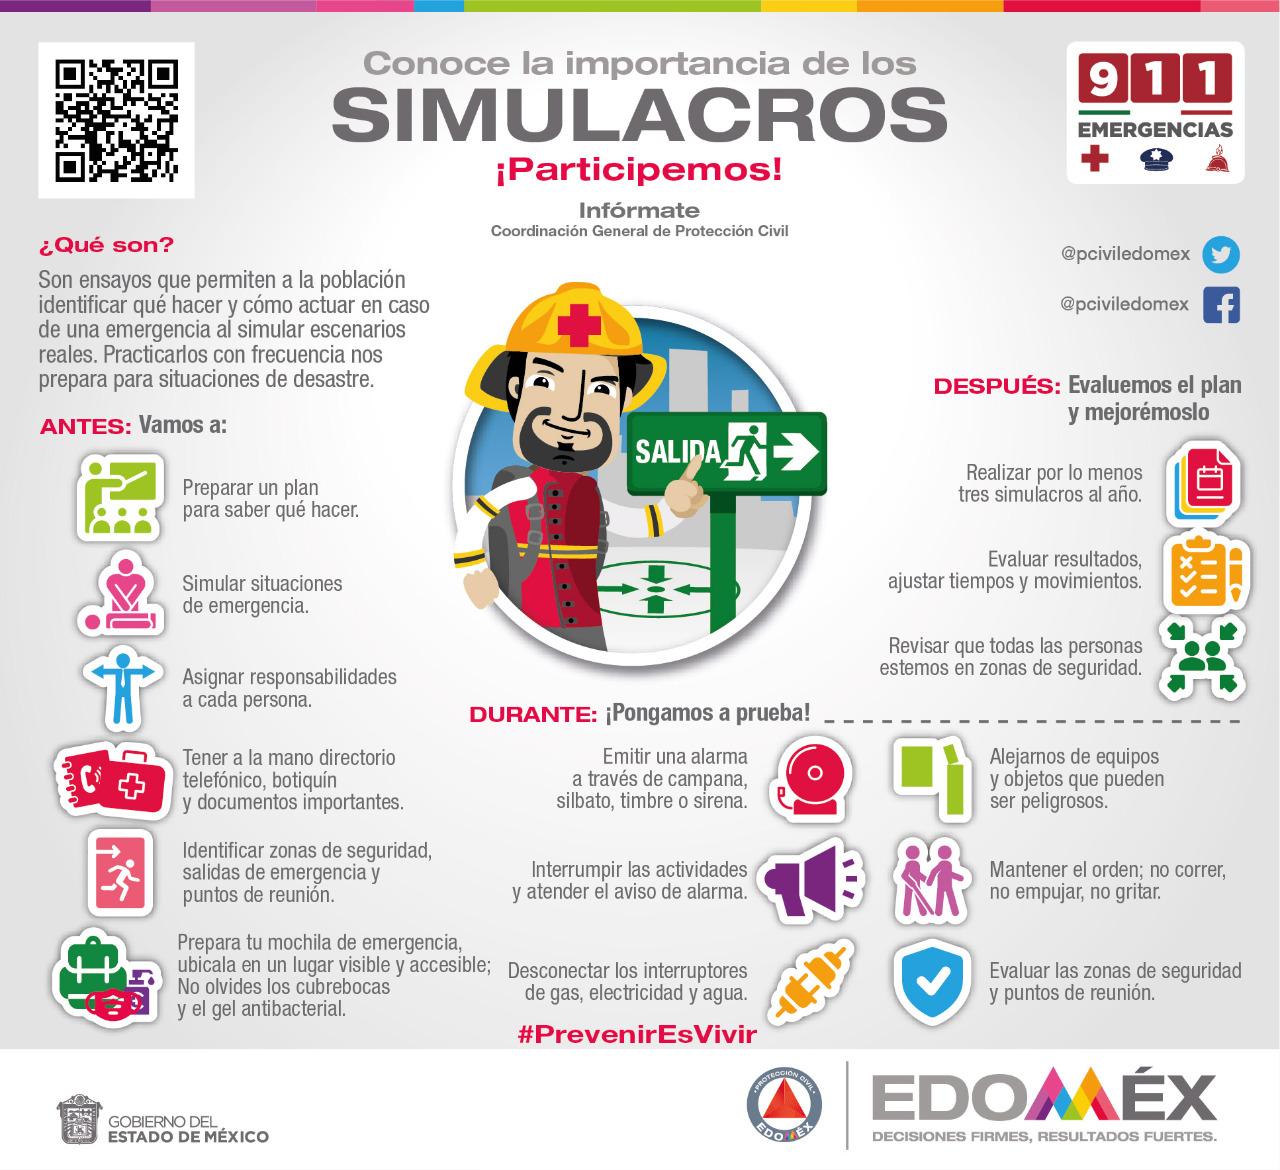 Conoce la importancia de los
SIMULACROS
¡Participemos!
Infórmate
Coordinación General de Protección Civil
911
EMERGENCIAS
@pciviledomex
@pciviledomex
¿Qué son?
Son ensayos que permiten a la población
identificar qué hacer y cómo actuar en caso
de una emergencia al simular escenarios
reales. Practicarlos con frecuencia nos
prepara para situaciones de desastre.
ANTES: Vamos a:
Preparar un plan
para saber qué hacer.
Simular situaciones
de emergencia.
Asignar responsabilidades
a cada persona.
Tener a la mano directorio
telefónico, botiquín
y documentos importantes.
Identificar zonas de seguridad,
salidas de emergencia y
puntos de reunión.
Prepara tu mochila de emergencia,
ubicala en un lugar visible y accesible;
No olvides los cubrebocas
y el gel antibacterial.
SALIDA
DURANTE: ¡Pongamos a prueba!
Emitir una alarma
a través de campana,
silbato, timbre o sirena.
Interrumpir las actividades
y atender el aviso de alarma.
Desconectar los interruptores
de gas, electricidad y agua.
Alejarnos de equipos
y objetos que pueden
ser peligrosos.
Mantener el orden; no correr,
no empujar, no gritar.
Evaluar las zonas de seguridad
y puntos de reunión.
DESPUÉS: Evaluemos el plan
y mejorémoslo
Realizar por lo menos
tres simulacros al año.
Evaluar resultados,
ajustar tiempos y movimientos.
Revisar que todas las personas
estemos en zonas de seguridad.
#PrevenirEsVivir
GOBIERNO DEL
ESTADO DE MÉXICO
PROTECCIÓN CIVIL
EDOMÉX
EDOMÉX
DECISIONES FIRMES, RESULTADOS FUERTES.